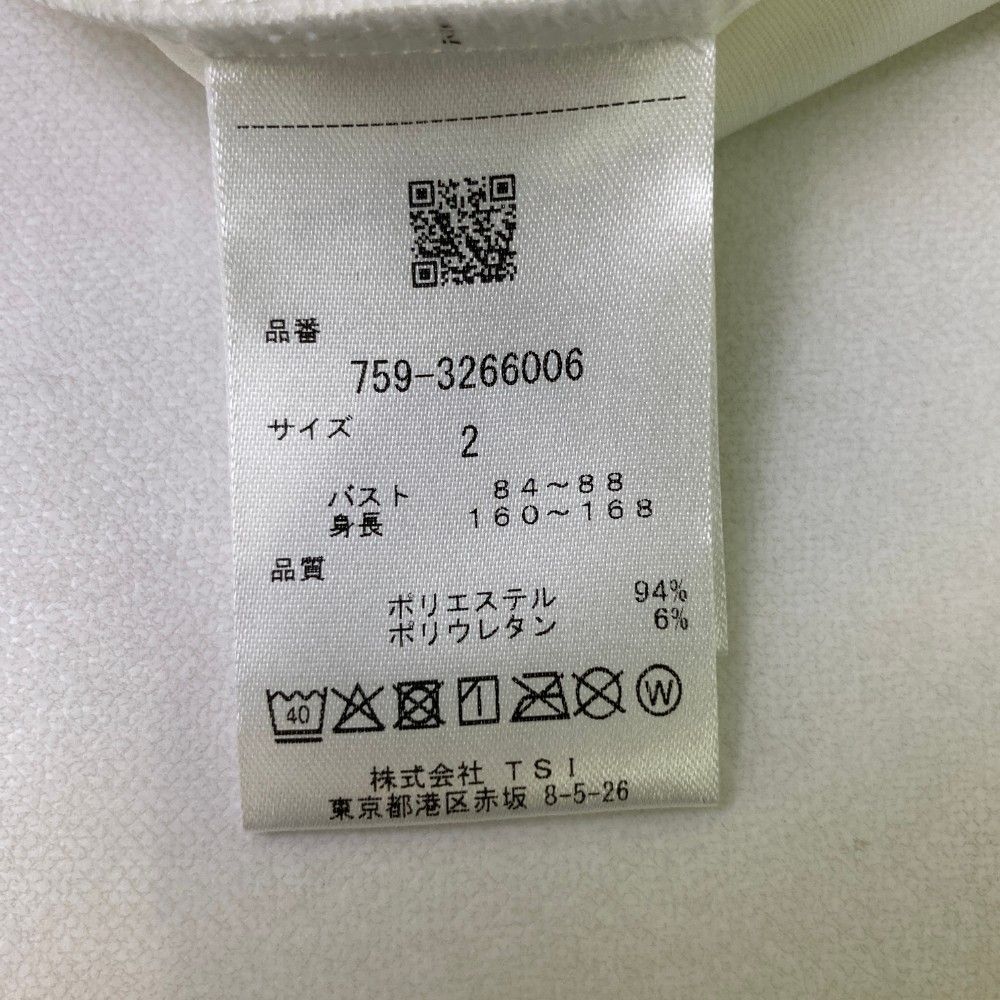 品番
759-3266006
サイズ 2
バスト 84〜88
身長 160〜168
品質
ポリエステル 94%
ポリウレタン 6%
40 W
株式会社 TSI
東京都港区赤坂 8-5-26